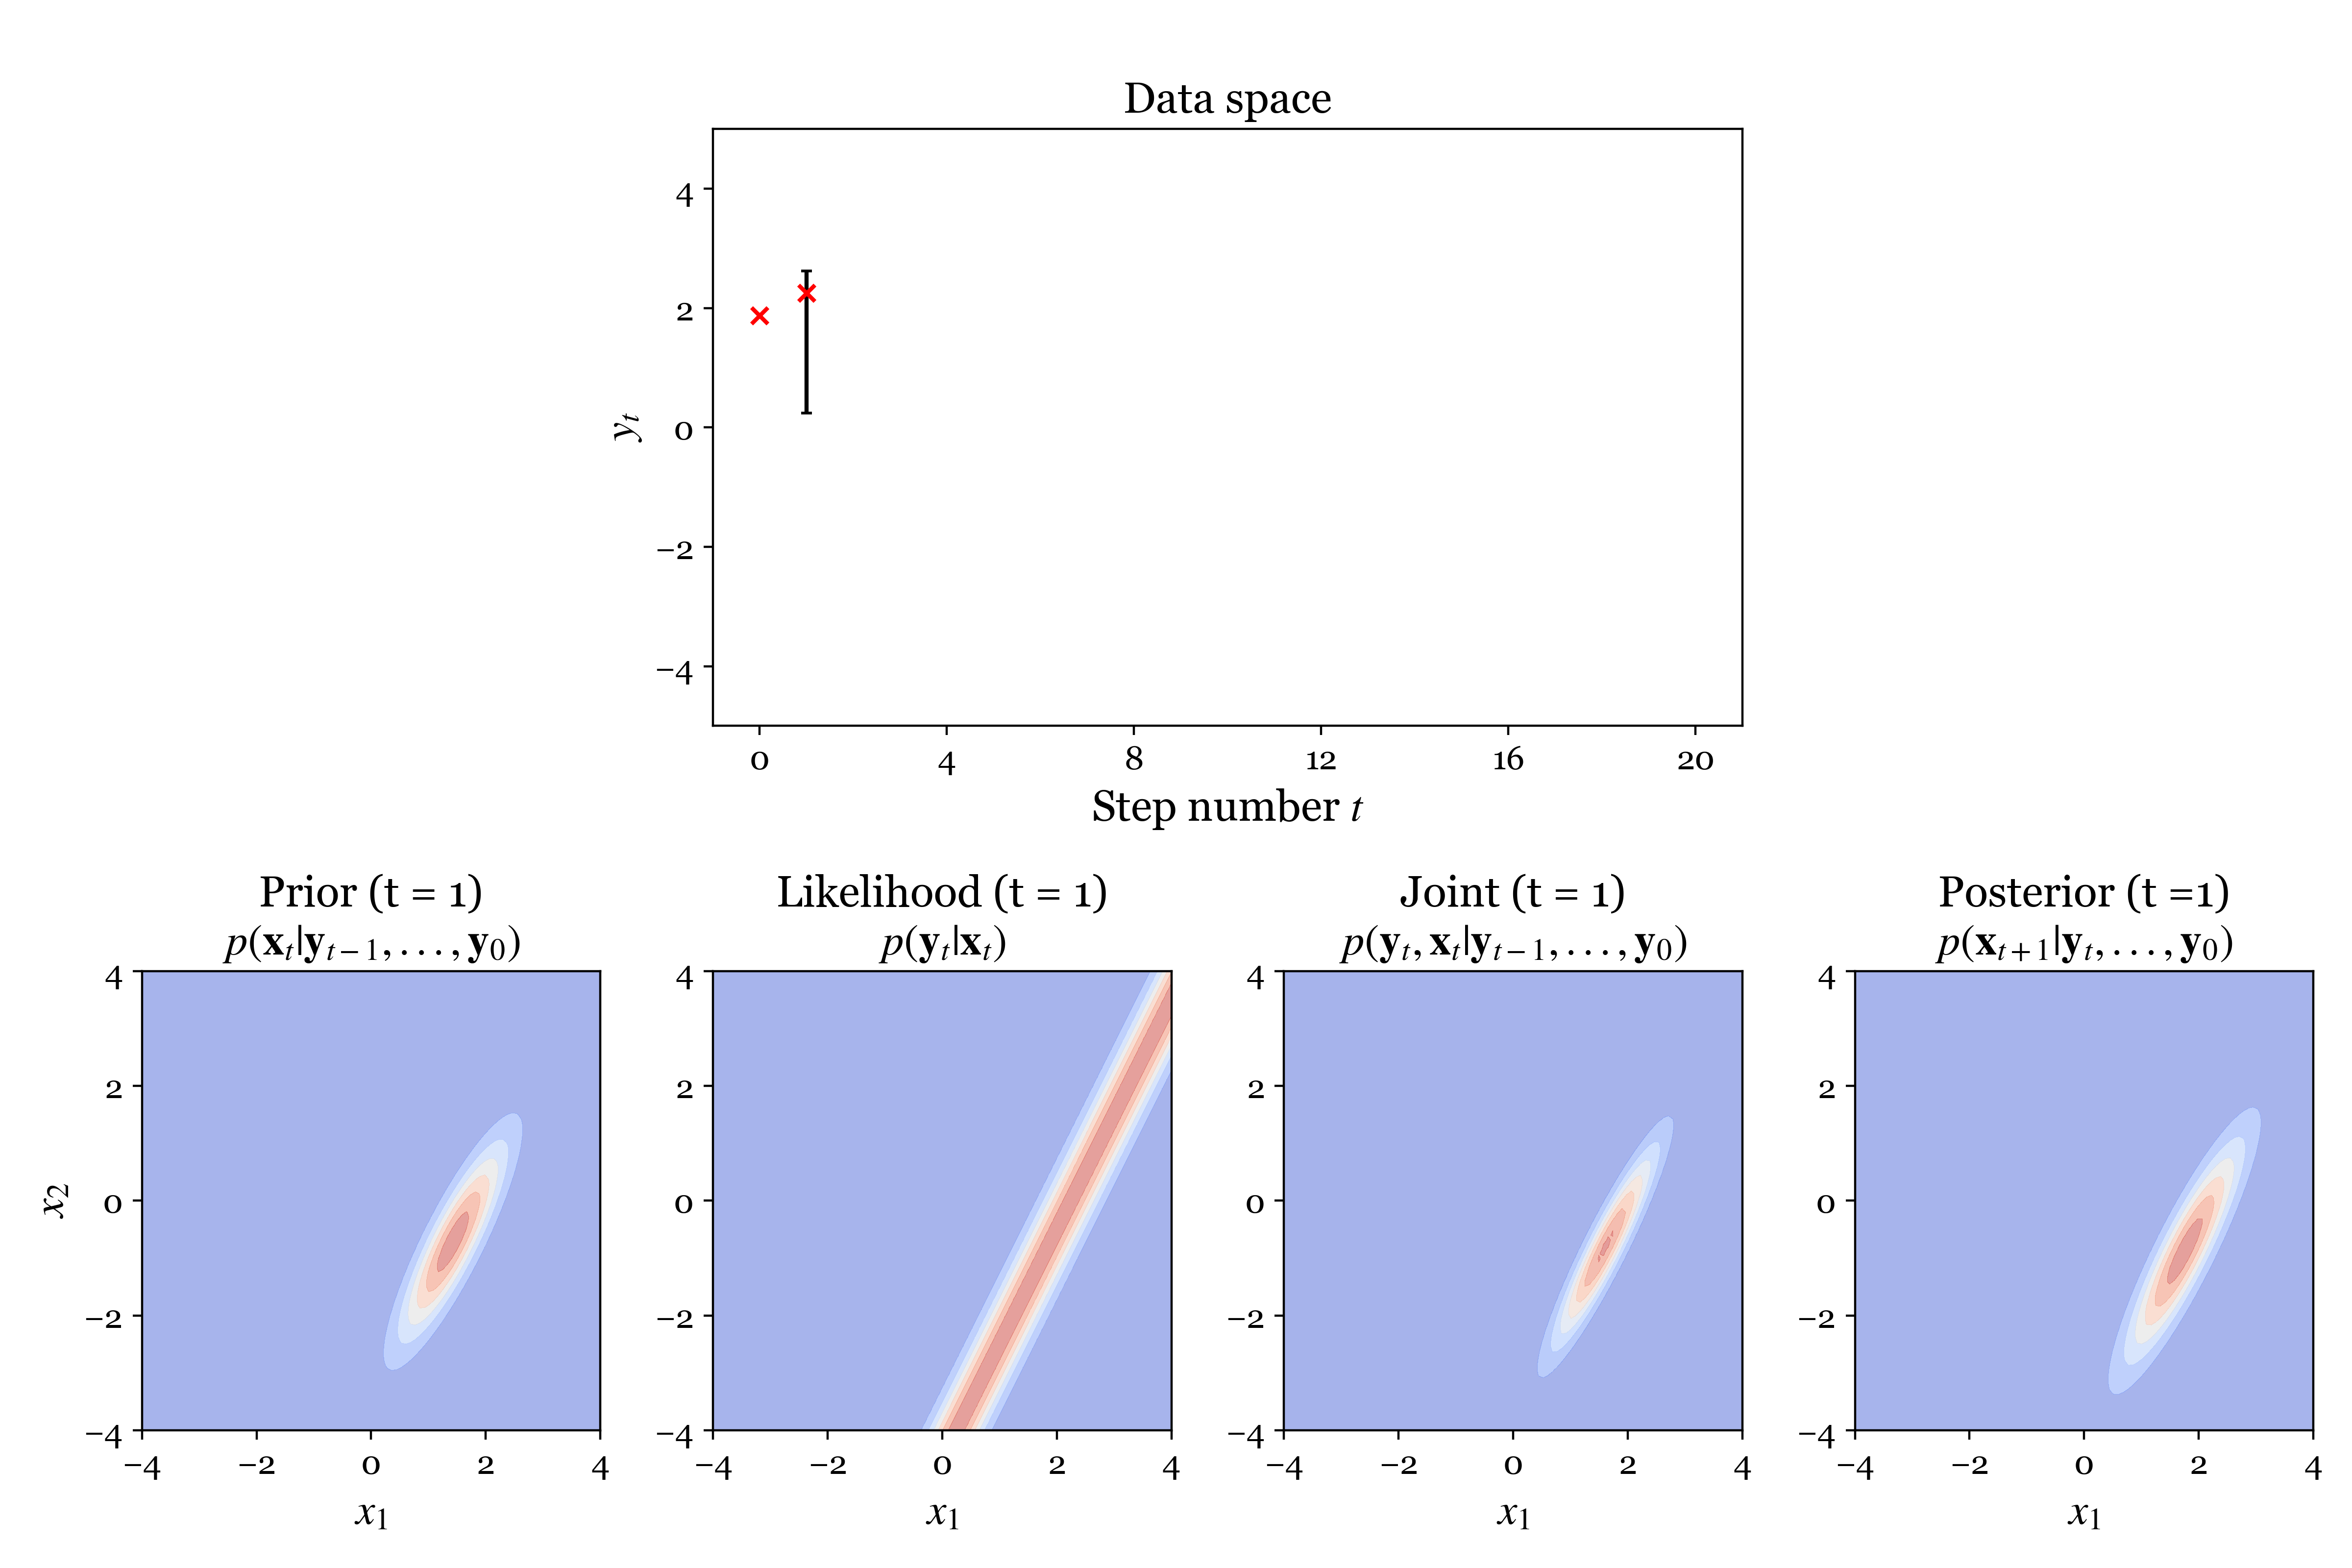 Data space
4
2
0
−2
−4
y_t
0 4 8 12 16 20
Step number t
Prior (t = 1)
p(x_t|y_{t−1}, . . . , y_0)
4
2
0
−2
−4
x_2
−4 −2 0 2 4
x_1
Likelihood (t = 1)
p(y_t|x_t)
4
2
0
−2
−4
−4 −2 0 2 4
x_1
Joint (t = 1)
p(y_t, x_t|y_{t−1}, . . . , y_0)
4
2
0
−2
−4
−4 −2 0 2 4
x_1
Posterior (t =1)
p(x_{t+1}|y_t, . . . , y_0)
4
2
0
−2
−4
−4 −2 0 2 4
x_1